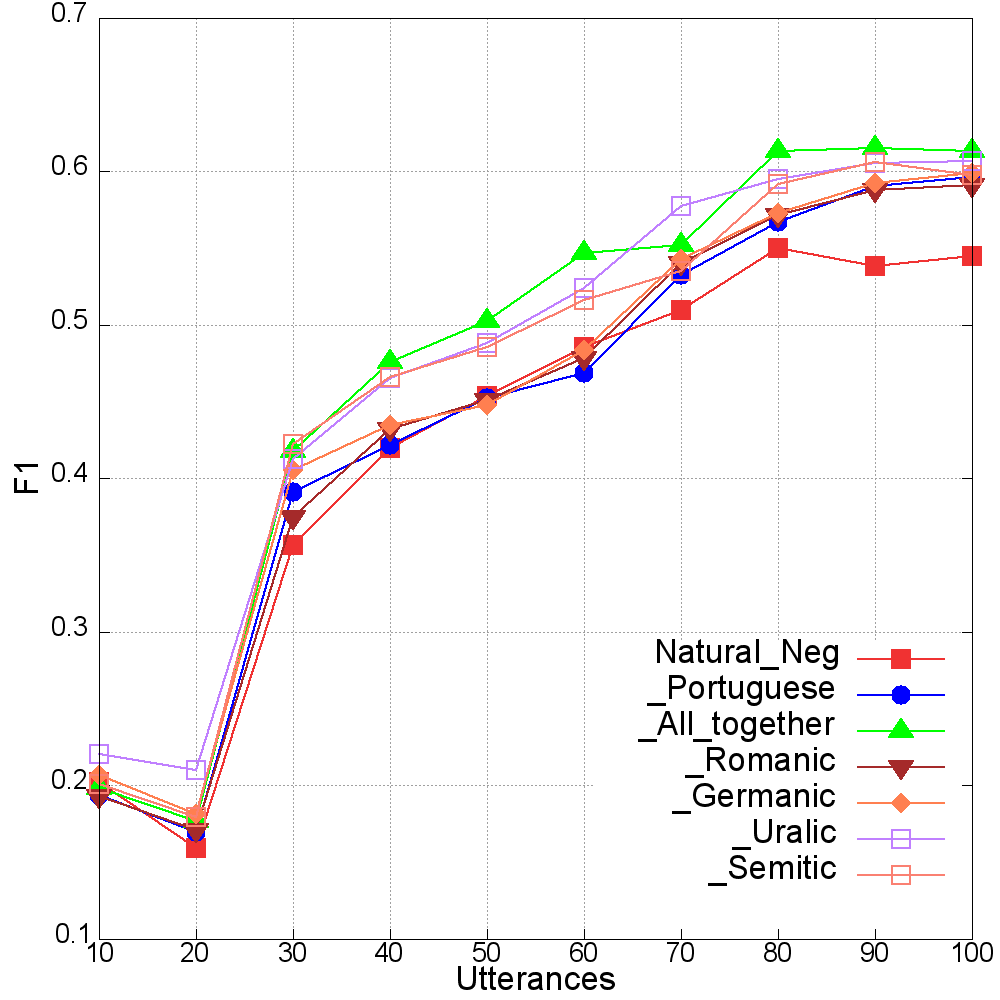 0.7
0.6
0.5
0.4
0.3
0.2
0.1
F1
Natural_Neg
_Portuguese
_All_together
_Romanic
_Germanic
_Uralic
_Semitic
10 20 30 40 50 60 70 80 90 100
Utterances